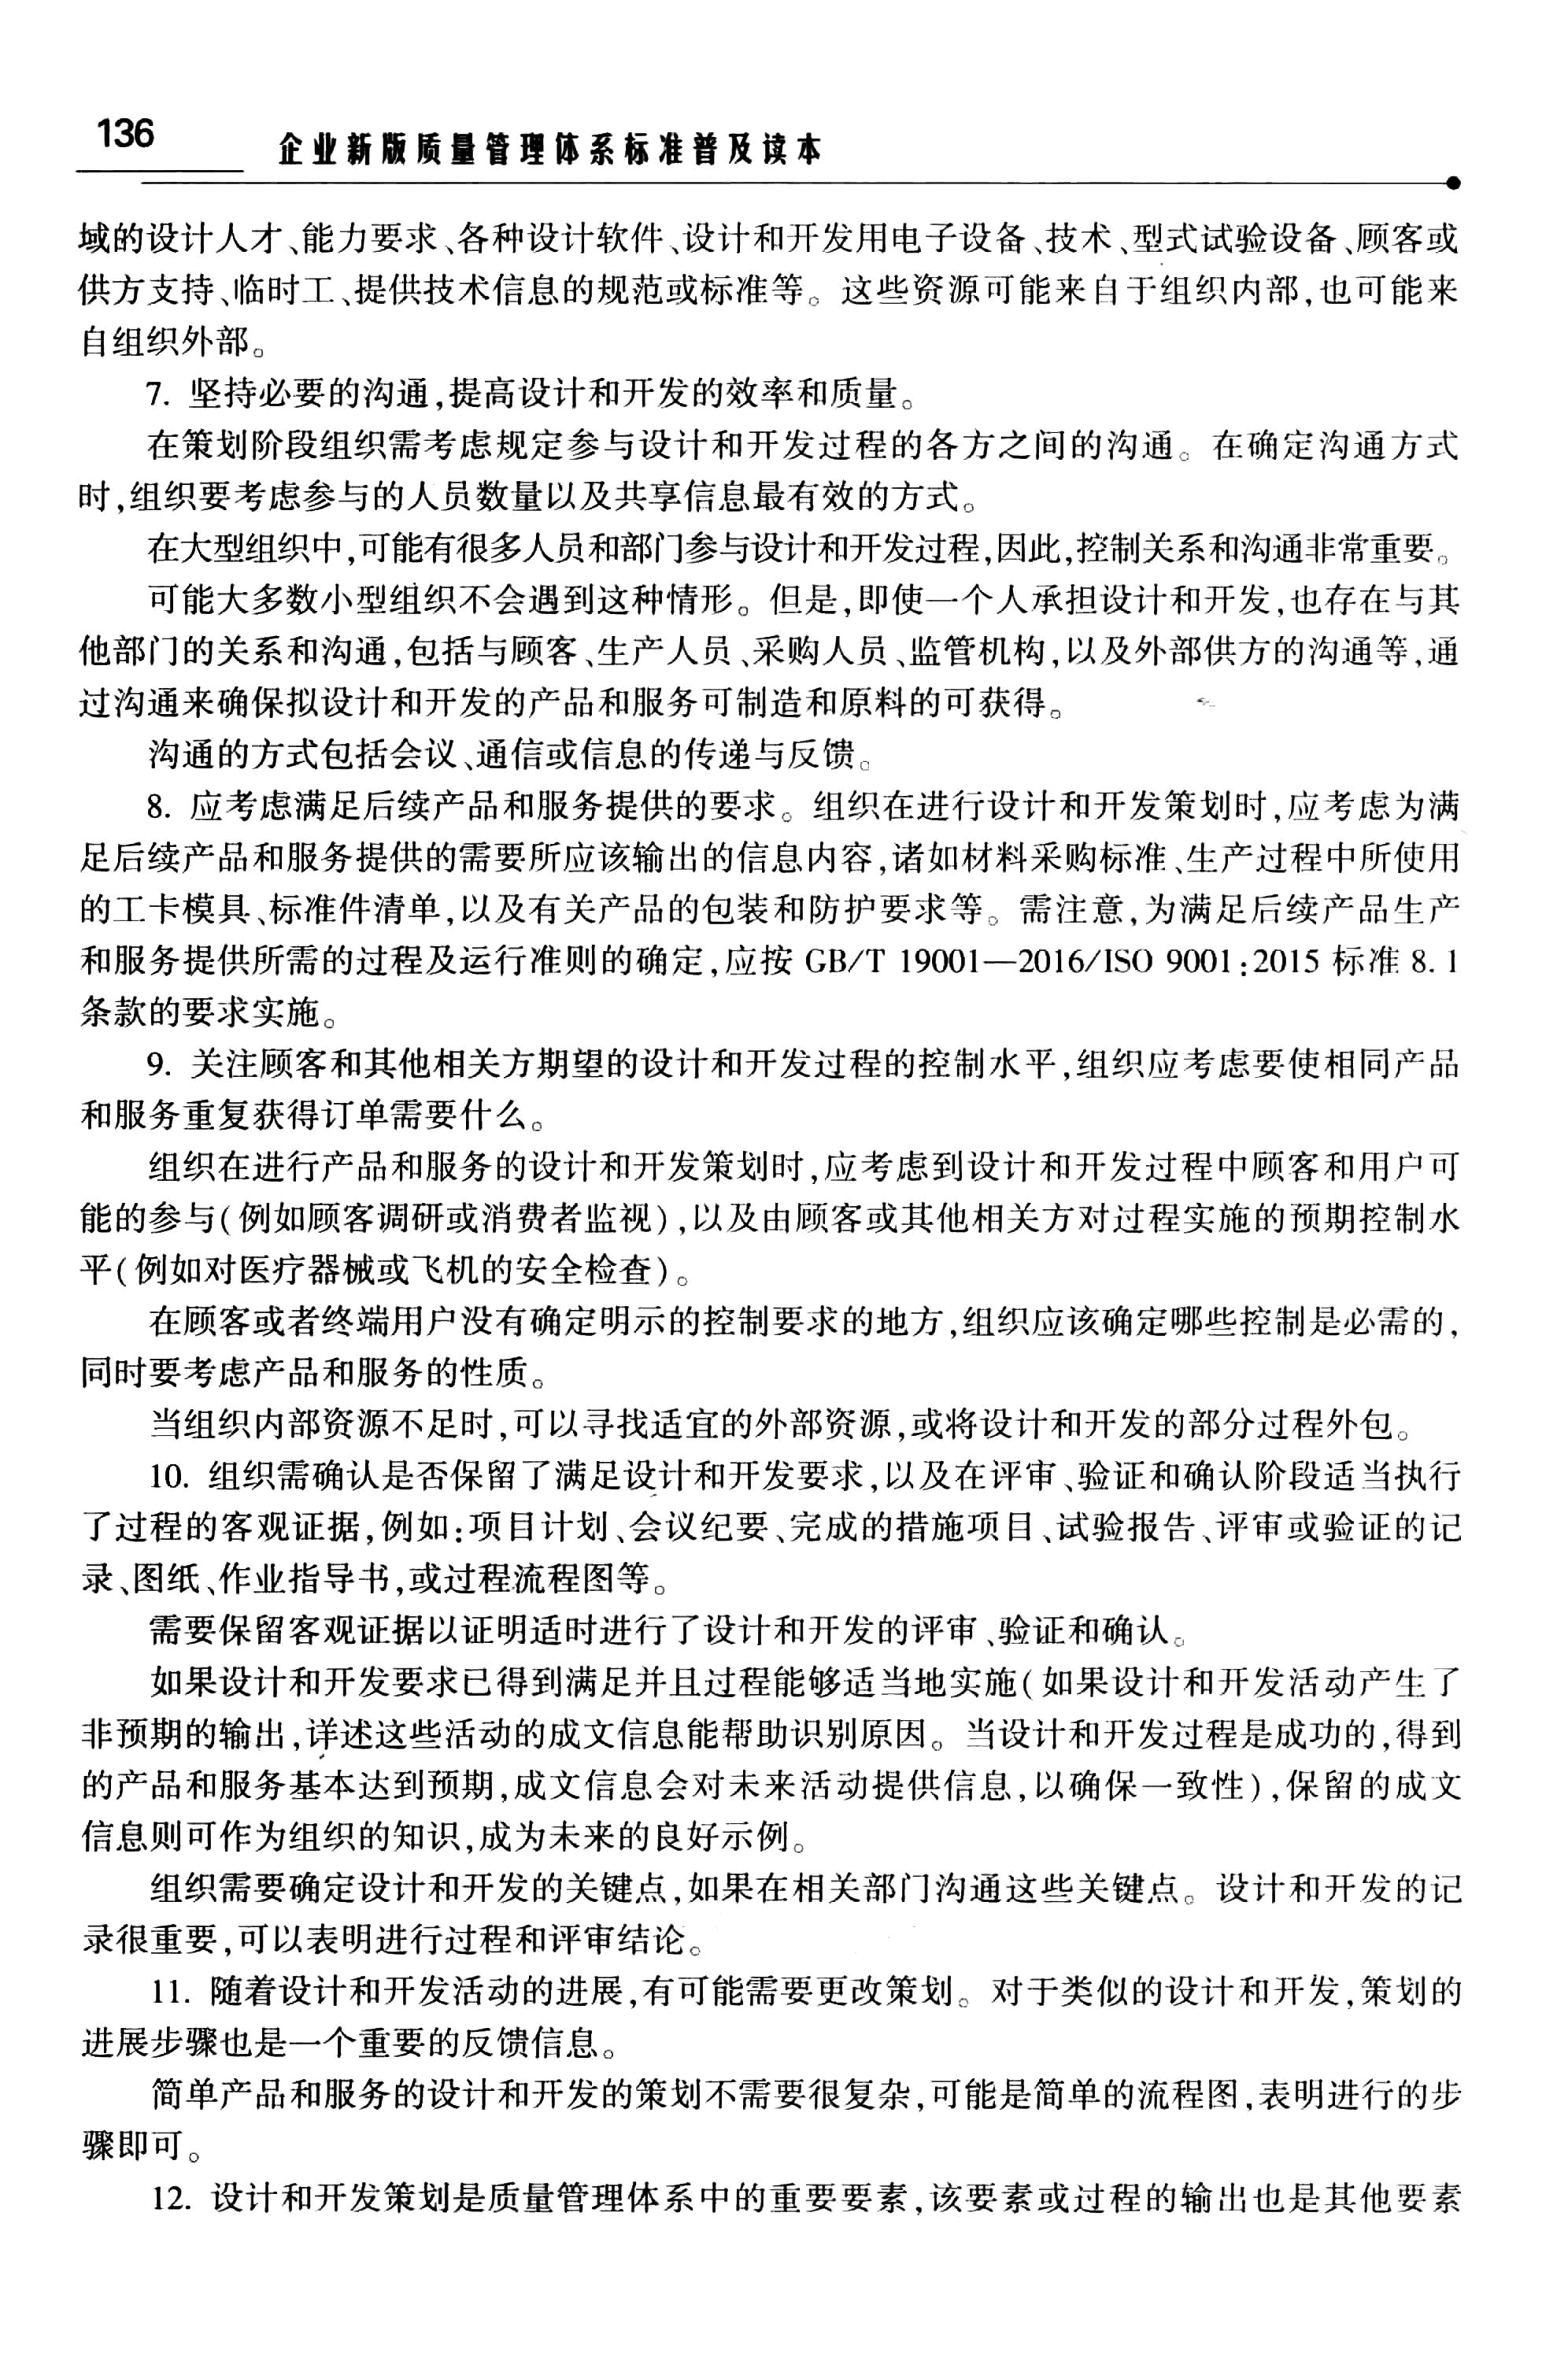 136
企业新版质量管理体系标准普及读本
域的设计人才、能力要求、各种设计软件、设计和开发用电子设备、技术、型式试验设备、顾客或
供方支持、临时工、提供技术信息的规范或标准等。这些资源可能来自于组织内部,也可能来
自组织外部。
7. 坚持必要的沟通,提高设计和开发的效率和质量。
在策划阶段组织需考虑规定参与设计和开发过程的各方之间的沟通。在确定沟通方式
时,组织要考虑参与的人员数量以及共享信息最有效的方式。
在大型组织中,可能有很多人员和部门参与设计和开发过程,因此,控制关系和沟通非常重要。
可能大多数小型组织不会遇到这种情形。但是,即使一个人承担设计和开发,也存在与其
他部门的关系和沟通,包括与顾客、生产人员、采购人员、监管机构,以及外部供方的沟通等,通
过沟通来确保拟设计和开发的产品和服务可制造和原料的可获得。
沟通的方式包括会议、通信或信息的传递与反馈。
8. 应考虑满足后续产品和服务提供的要求。组织在进行设计和开发策划时,应考虑为满
足后续产品和服务提供的需要所应该输出的信息内容,诸如材料采购标准、生产过程中所使用
的工卡模具、标准件清单,以及有关产品的包装和防护要求等。需注意,为满足后续产品生产
和服务提供所需的过程及运行准则的确定,应按 GB/T 19001—2016/ISO 9001:2015 标准 8.1
条款的要求实施。
9. 关注顾客和其他相关方期望的设计和开发过程的控制水平,组织应考虑要使相同产品
和服务重复获得订单需要什么。
组织在进行产品和服务的设计和开发策划时,应考虑到设计和开发过程中顾客和用户可
能的参与(例如顾客调研或消费者监视),以及由顾客或其他相关方对过程实施的预期控制水
平(例如对医疗器械或飞机的安全检查)。
在顾客或者终端用户没有确定明示的控制要求的地方,组织应该确定哪些控制是必需的,
同时要考虑产品和服务的性质。
当组织内部资源不足时,可以寻找适宜的外部资源,或将设计和开发的部分过程外包。
10. 组织需确认是否保留了满足设计和开发要求,以及在评审、验证和确认阶段适当执行
了过程的客观证据,例如:项目计划、会议纪要、完成的措施项目、试验报告、评审或验证的记
录、图纸、作业指导书,或过程流程图等。
需要保留客观证据以证明适时进行了设计和开发的评审、验证和确认。
如果设计和开发要求已得到满足并且过程能够适当地实施(如果设计和开发活动产生了
非预期的输出,详述这些活动的成文信息能帮助识别原因。当设计和开发过程是成功的,得到
的产品和服务基本达到预期,成文信息会对未来活动提供信息,以确保一致性),保留的成文
信息则可作为组织的知识,成为未来的良好示例。
组织需要确定设计和开发的关键点,如果在相关部门沟通这些关键点。设计和开发的记
录很重要,可以表明进行过程和评审结论。
11. 随着设计和开发活动的进展,有可能需要更改策划。对于类似的设计和开发,策划的
进展步骤也是一个重要的反馈信息。
简单产品和服务的设计和开发的策划不需要很复杂,可能是简单的流程图,表明进行的步
骤即可。
12. 设计和开发策划是质量管理体系中的重要要素,该要素或过程的输出也是其他要素